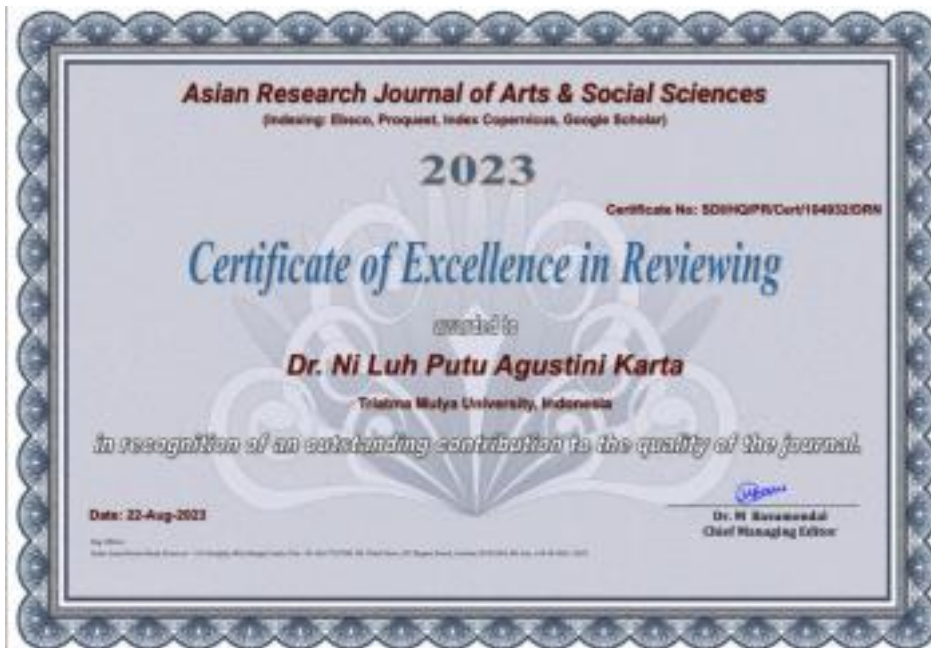 Asian Research Journal of Arts & Social Sciences
(Indexing: Ebsco, Proquest, Index Copernicus, Google Scholar)
2023
Certificate No: SDI/HQ/PR/Cert/104932/DRN
Certificate of Excellence in Reviewing
awarded to
Dr. Ni Luh Putu Agustini Karta
Triatma Mulya University, Indonesia
in recognition of an outstanding contribution to the quality of the journal.
Date: 22-Aug-2023
Dr. M Basamondal
Chief Managing Editor